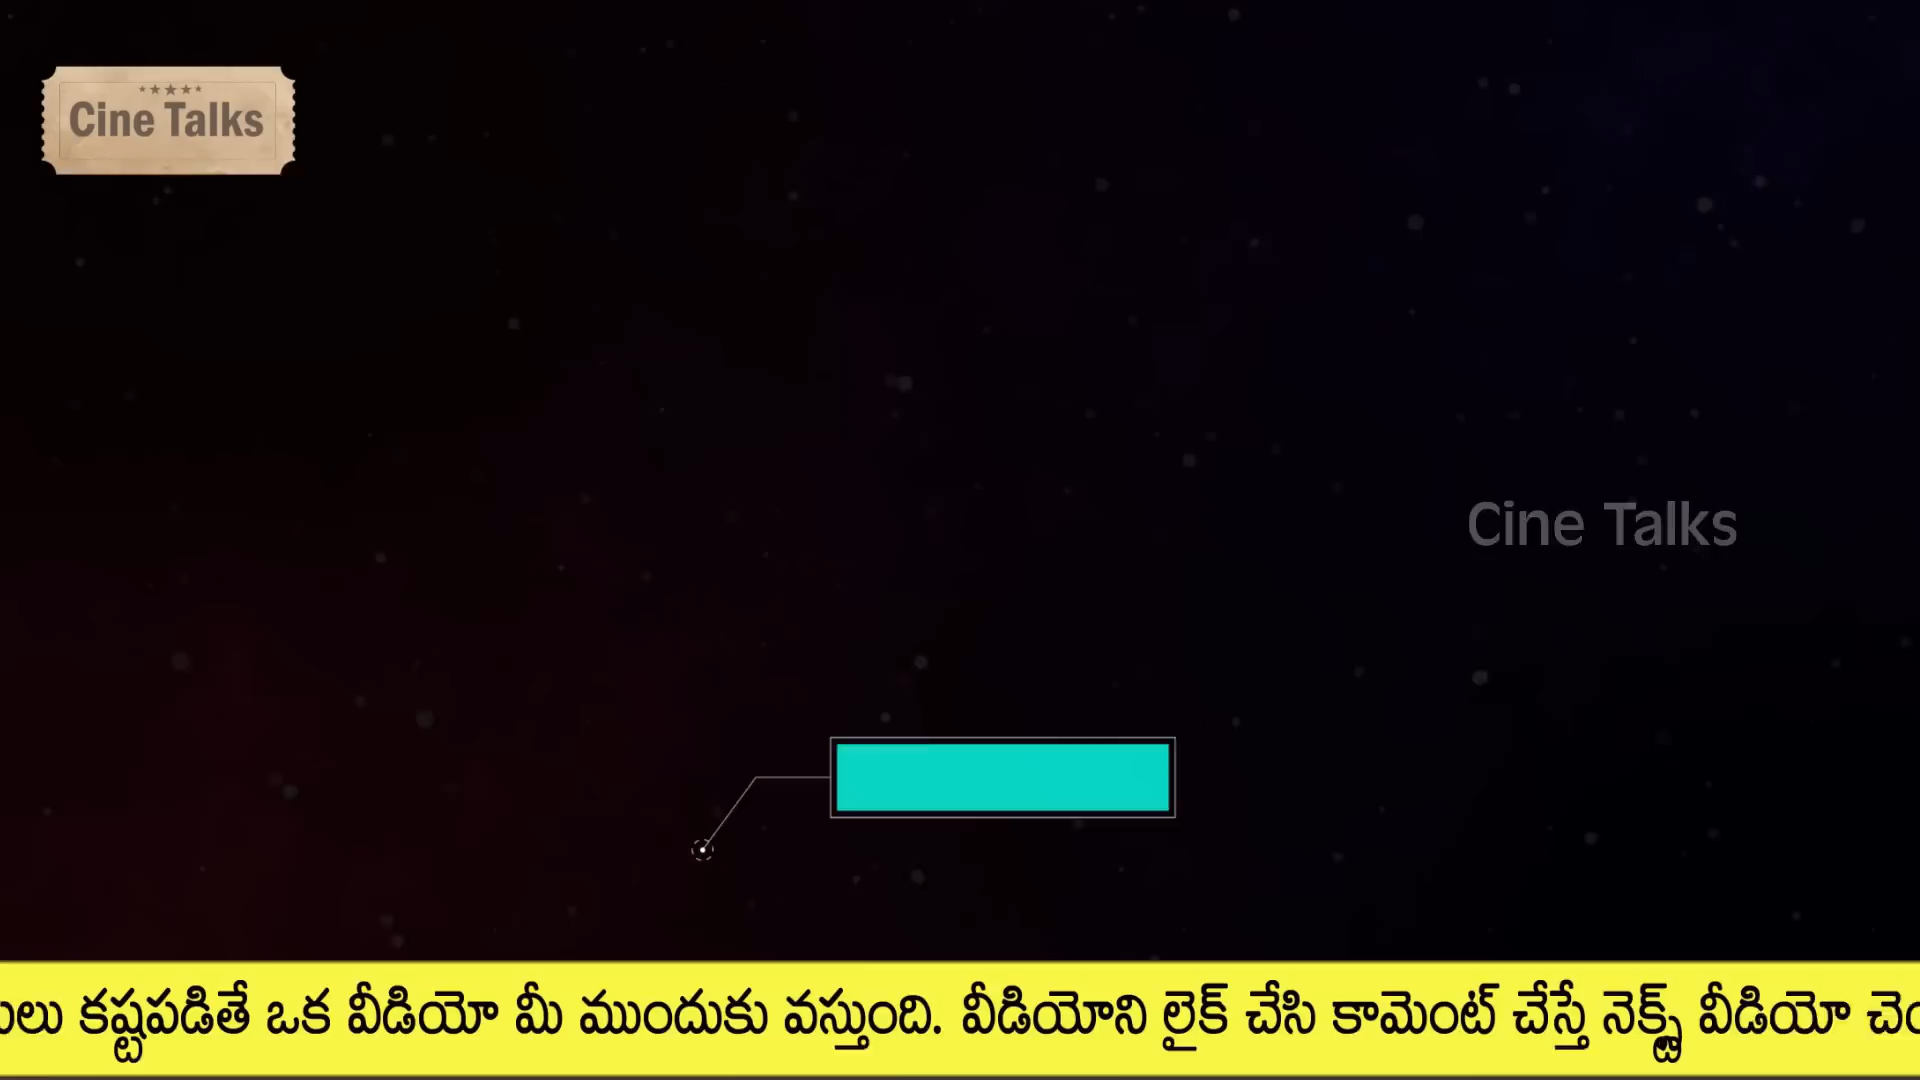 Cine Talks
Cine Talks
కష్టపడితే ఒక వీడియో మీ ముందుకు వస్తుంది. వీడియోని లైక్ చేసి కామెంట్ చేస్తే నెక్స్ట్ వీడియో